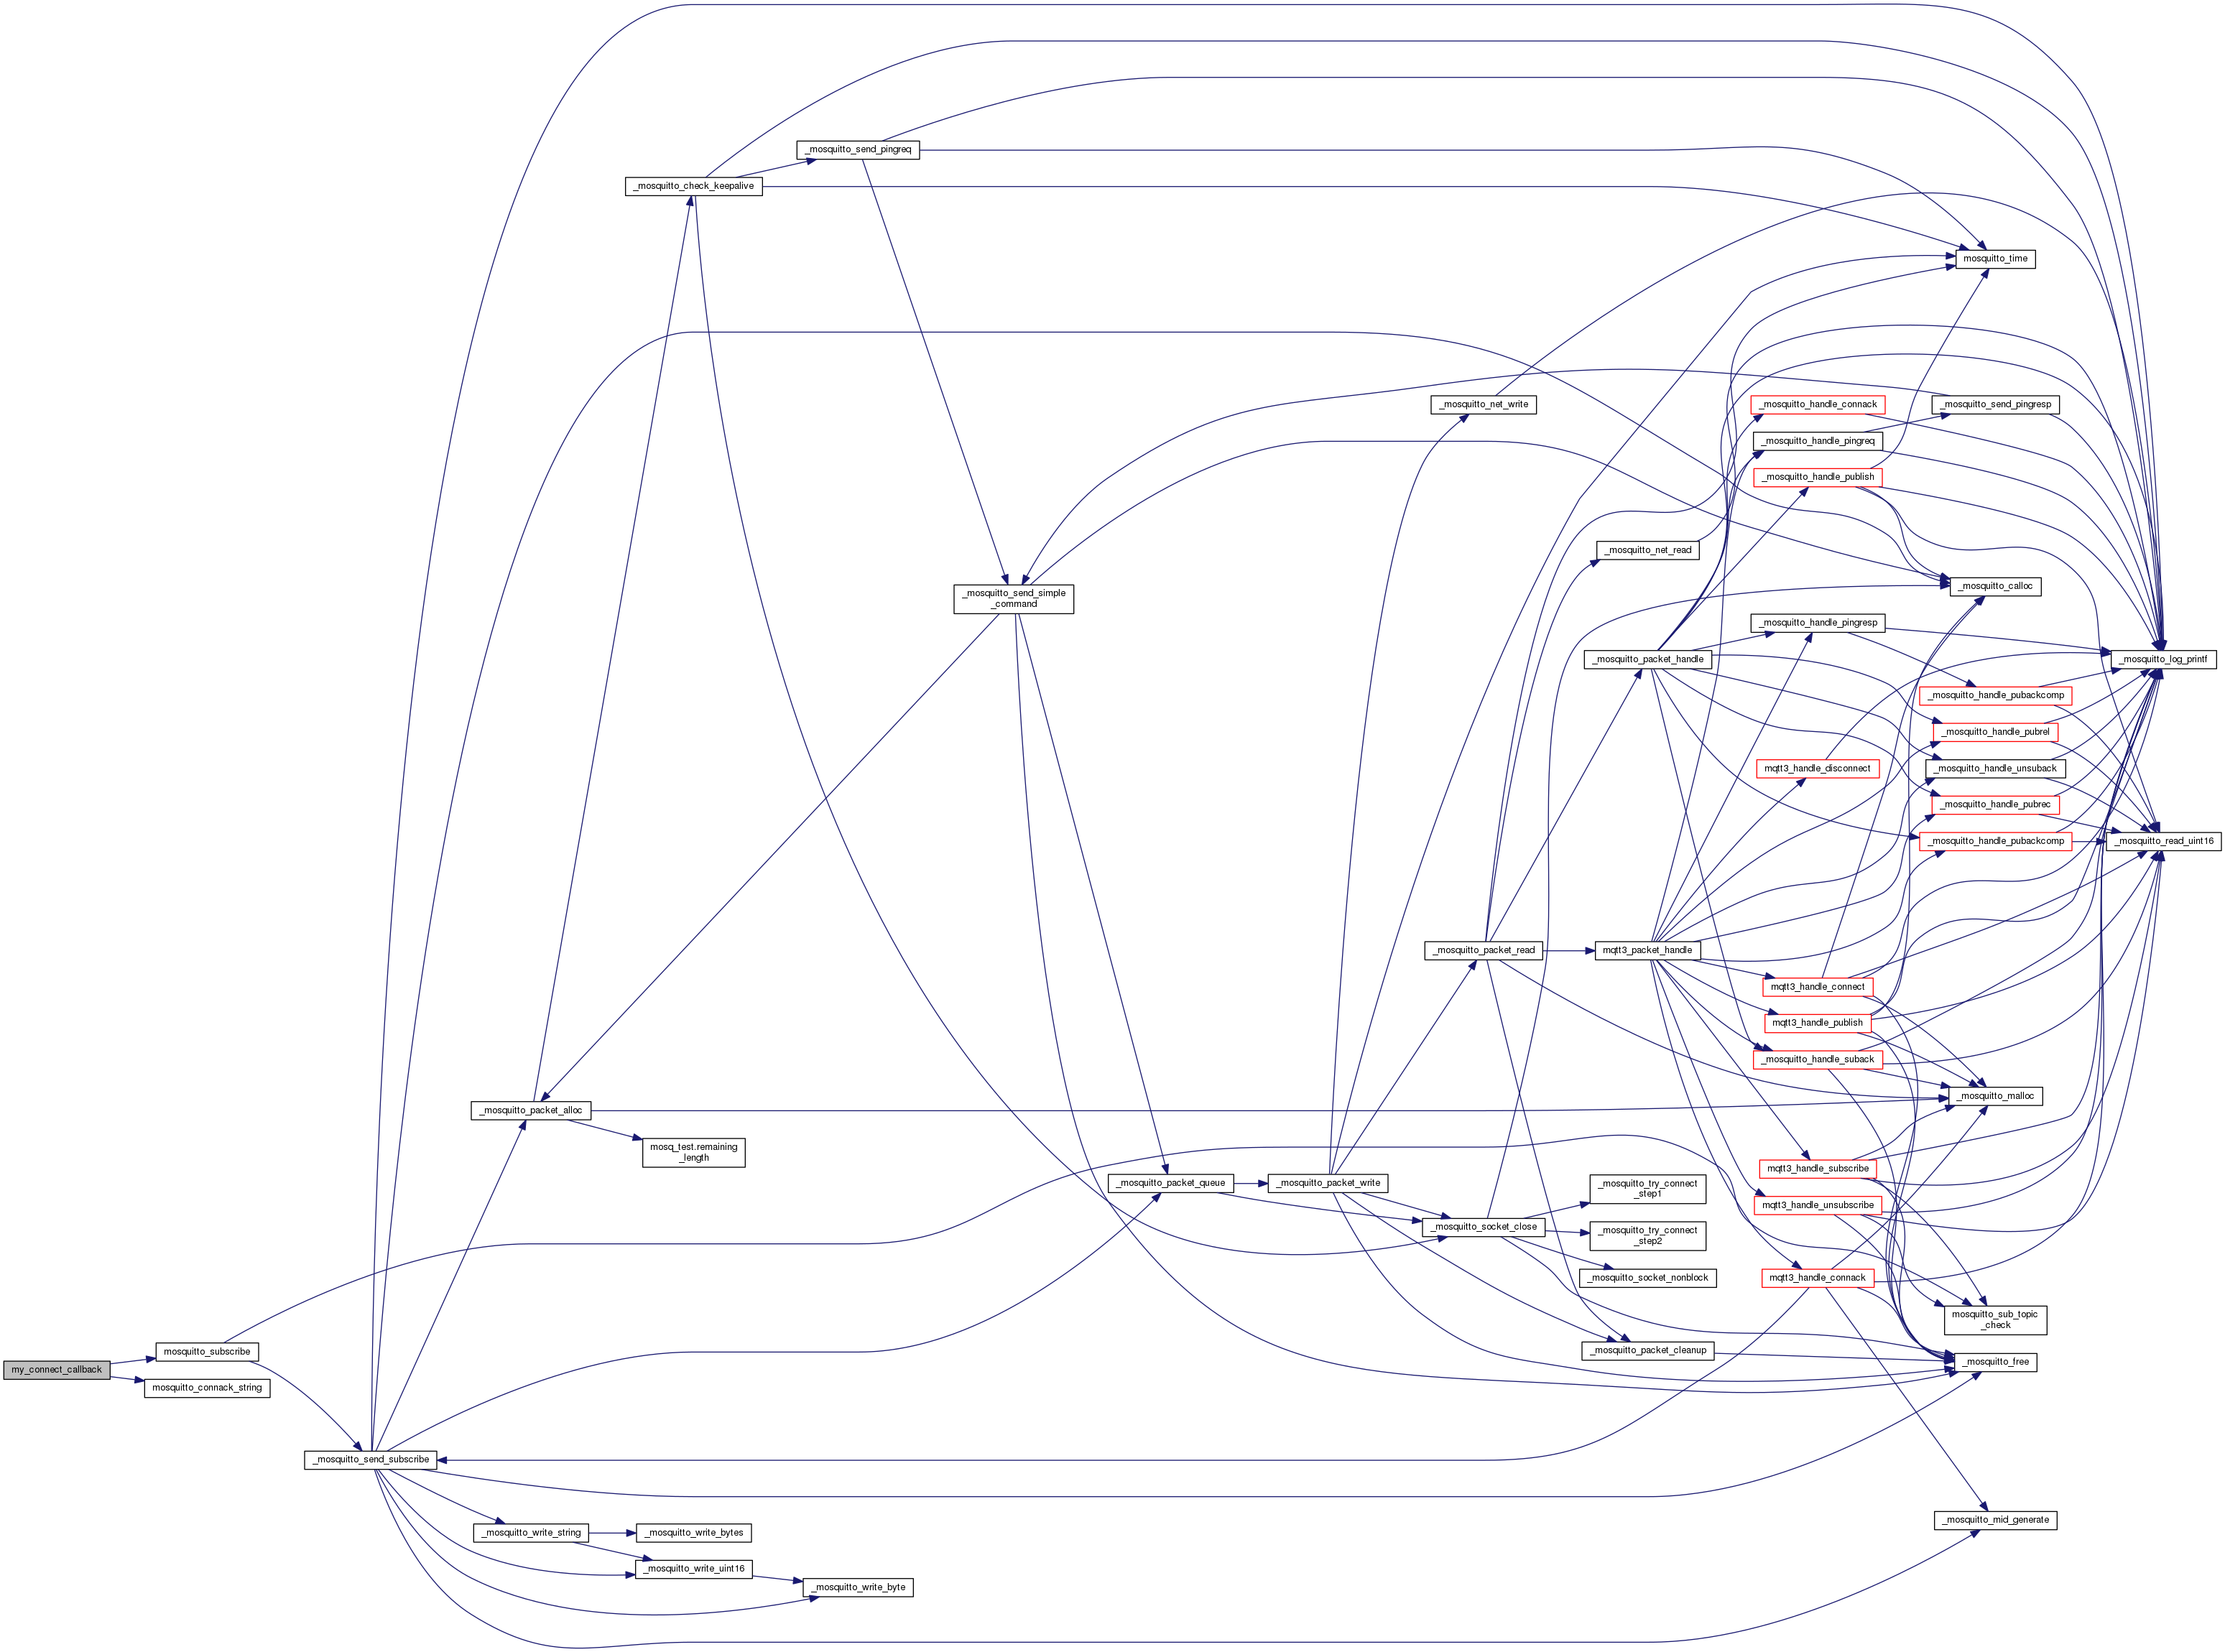 _mosquitto_send_pingreq
_mosquitto_check_keepalive
mosquitto_time
_mosquitto_net_write
_mosquitto_handle_connack
_mosquitto_send_pingresp
_mosquitto_handle_pingreq
_mosquitto_handle_publish
_mosquitto_net_read
_mosquitto_calloc
_mosquitto_send_simple
_command
_mosquitto_handle_pingresp
_mosquitto_packet_handle
_mosquitto_log_printf
_mosquitto_handle_pubackcomp
_mosquitto_handle_pubrel
mqtt3_handle_disconnect
_mosquitto_handle_unsuback
_mosquitto_handle_pubrec
_mosquitto_handle_pubackcomp
_mosquitto_read_uint16
_mosquitto_packet_read
mqtt3_packet_handle
mqtt3_handle_connect
mqtt3_handle_publish
_mosquitto_handle_suback
_mosquitto_malloc
_mosquitto_packet_alloc
mosq_test.remaining
_length
mqtt3_handle_subscribe
_mosquitto_packet_queue
_mosquitto_packet_write
_mosquitto_try_connect
_step1
mqtt3_handle_unsubscribe
_mosquitto_socket_close
_mosquitto_try_connect
_step2
_mosquitto_socket_nonblock
mqtt3_handle_connack
mosquitto_sub_topic
_check
mosquitto_subscribe
_mosquitto_packet_cleanup
_mosquitto_free
my_connect_callback
mosquitto_connack_string
_mosquitto_send_subscribe
_mosquitto_mid_generate
_mosquitto_write_string
_mosquitto_write_bytes
_mosquitto_write_uint16
_mosquitto_write_byte